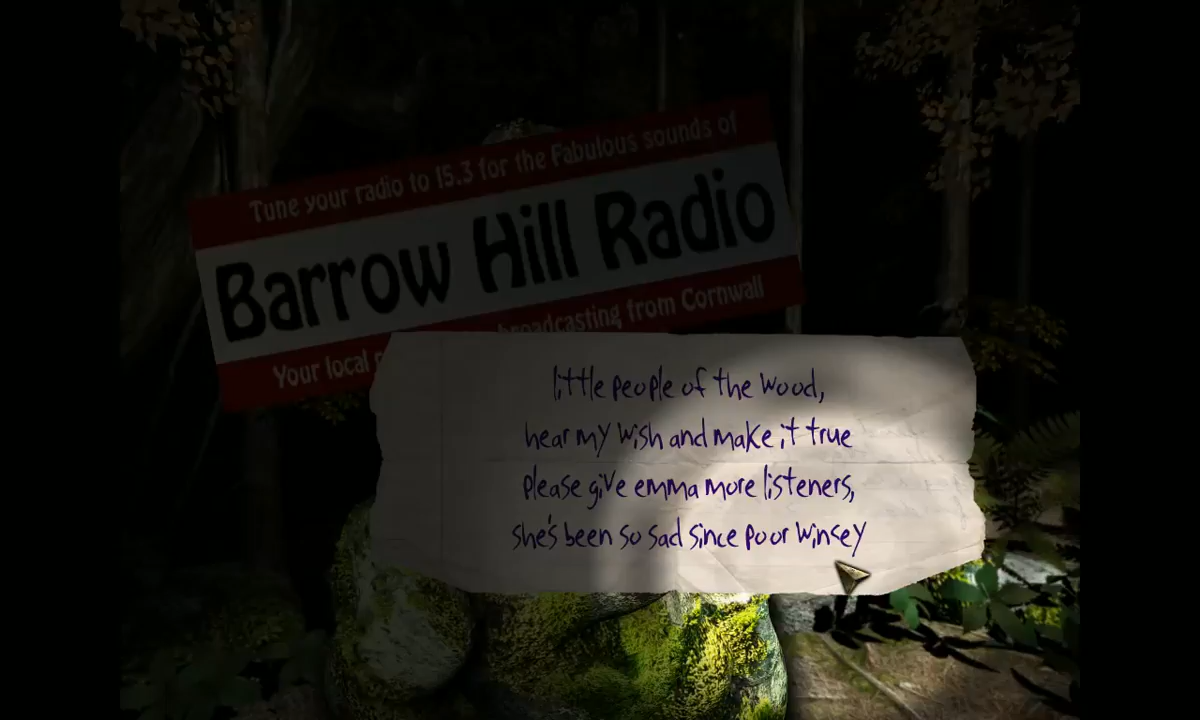 Tune your radio to 15.3 for the Fabulous sounds of
Barrow Hill Radio
Your local
broadcasting from Cornwall
little people of the wood,
hear my wish and make it true
please give emma more listeners,
she's been so sad since poor winsey